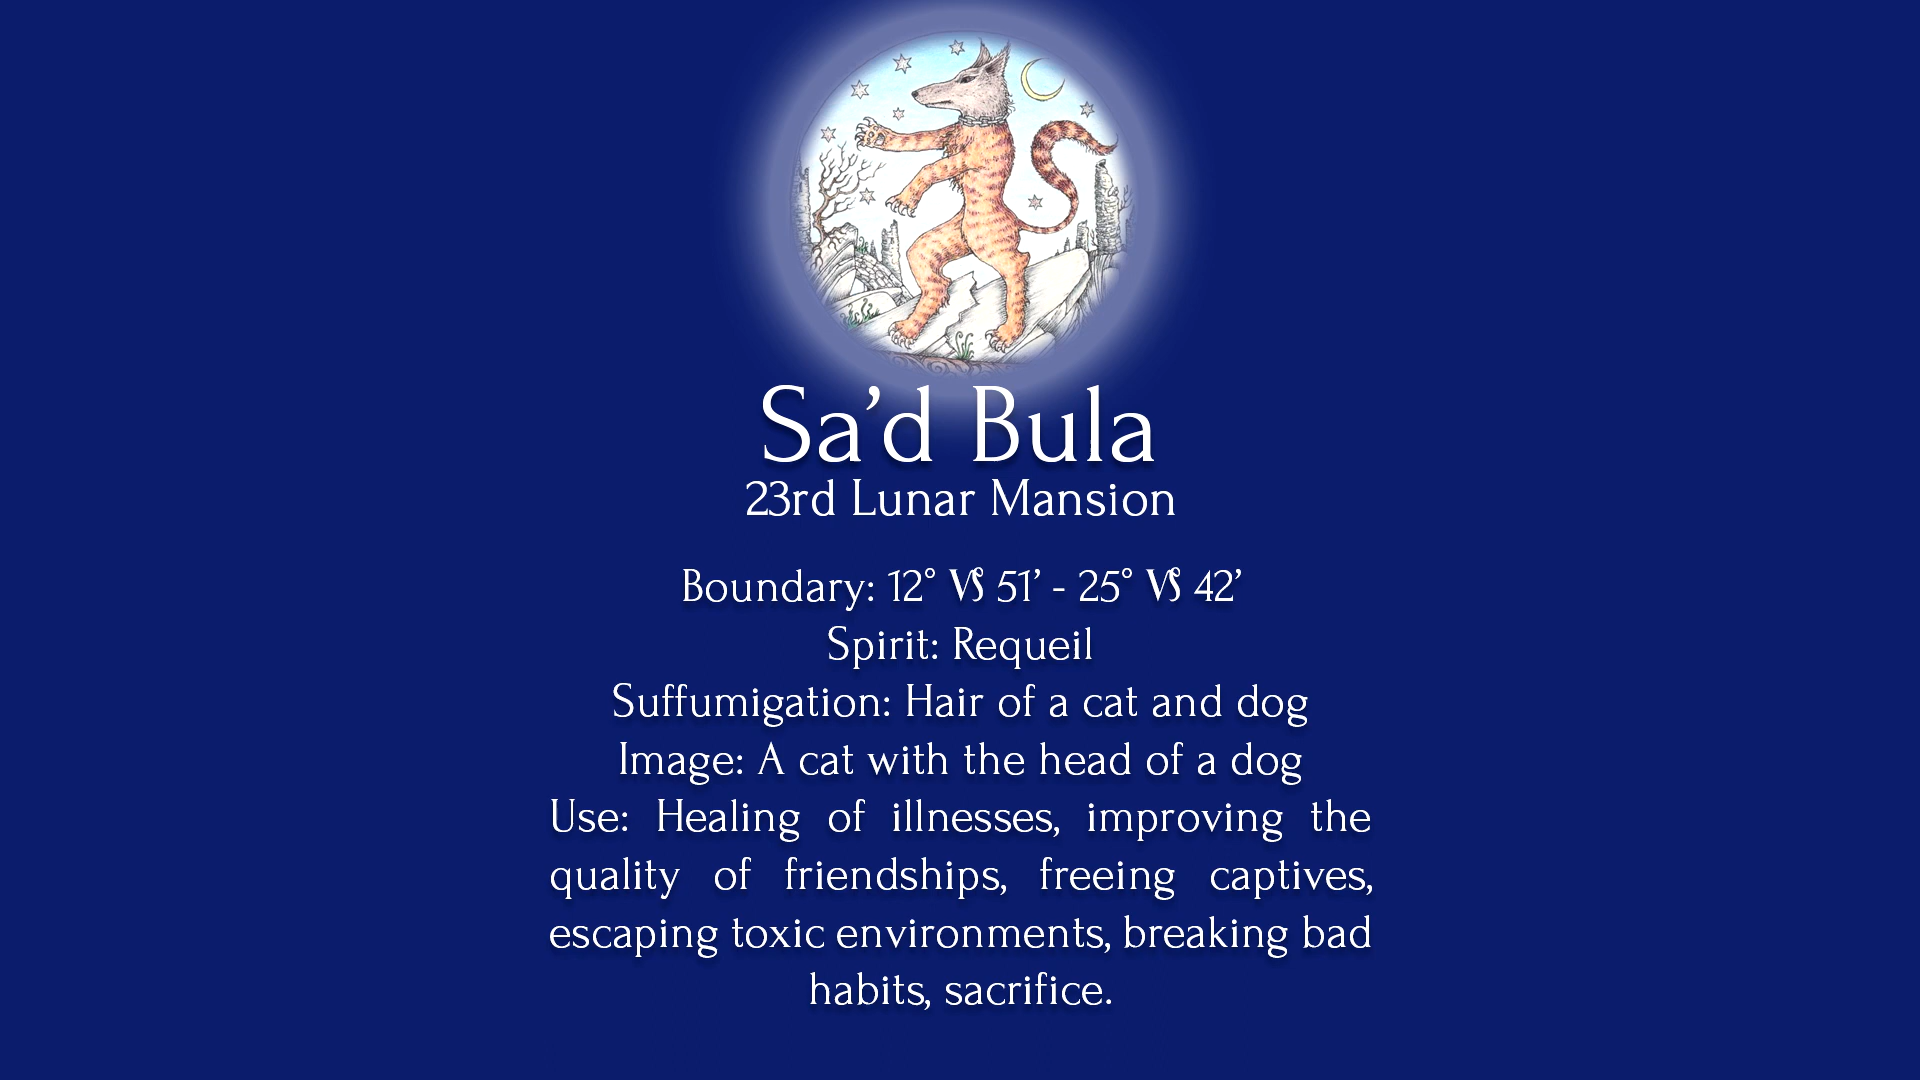 Sa’d Bula
23rd Lunar Mansion
Boundary: 12° ♑ 51’ - 25° ♑ 42’
Spirit: Requeil
Suffumigation: Hair of a cat and dog
Image: A cat with the head of a dog
Use: Healing of illnesses, improving the
quality of friendships, freeing captives,
escaping toxic environments, breaking bad
habits, sacrifice.